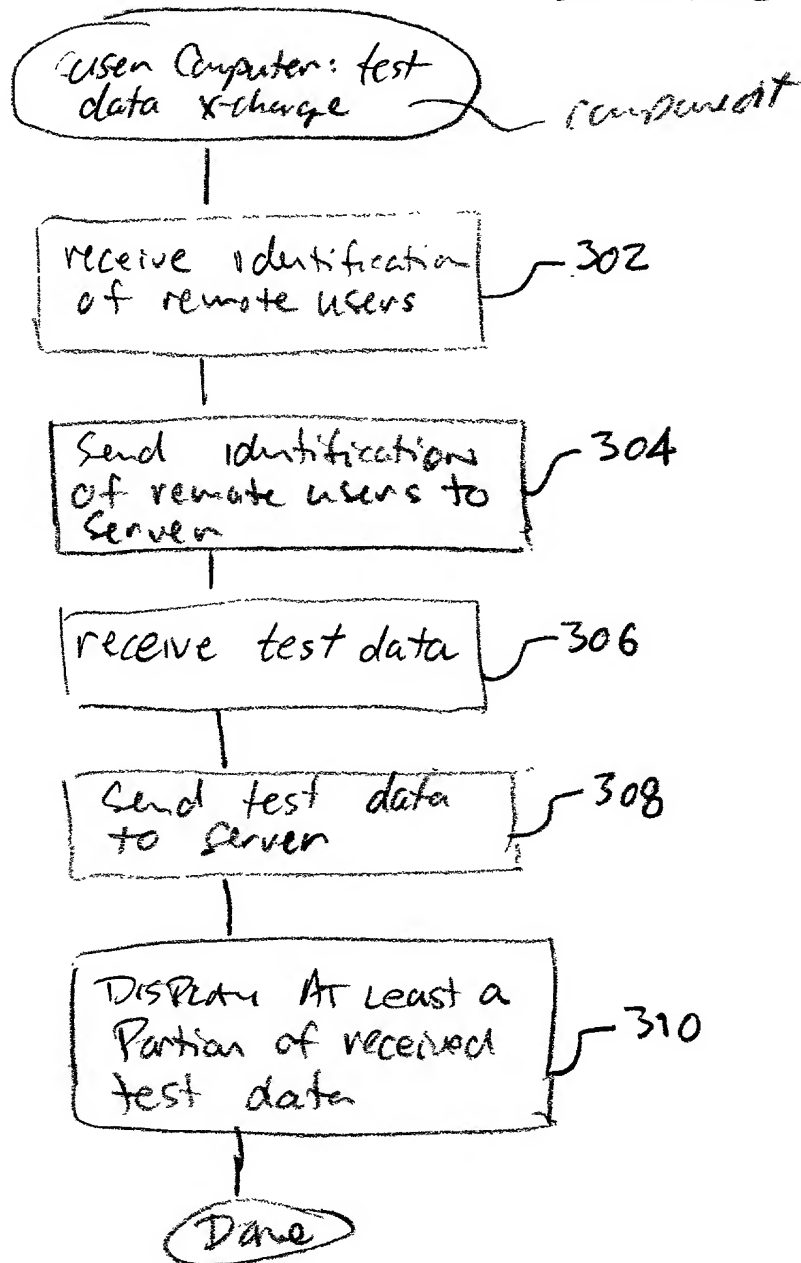 User Computer: test
data x-change
component
receive identification
of remote users
302
Send identification
of remote users to
Server
304
receive test data
306
Send test data
to server
308
Display At Least a
Portion of received
test data
310
Done